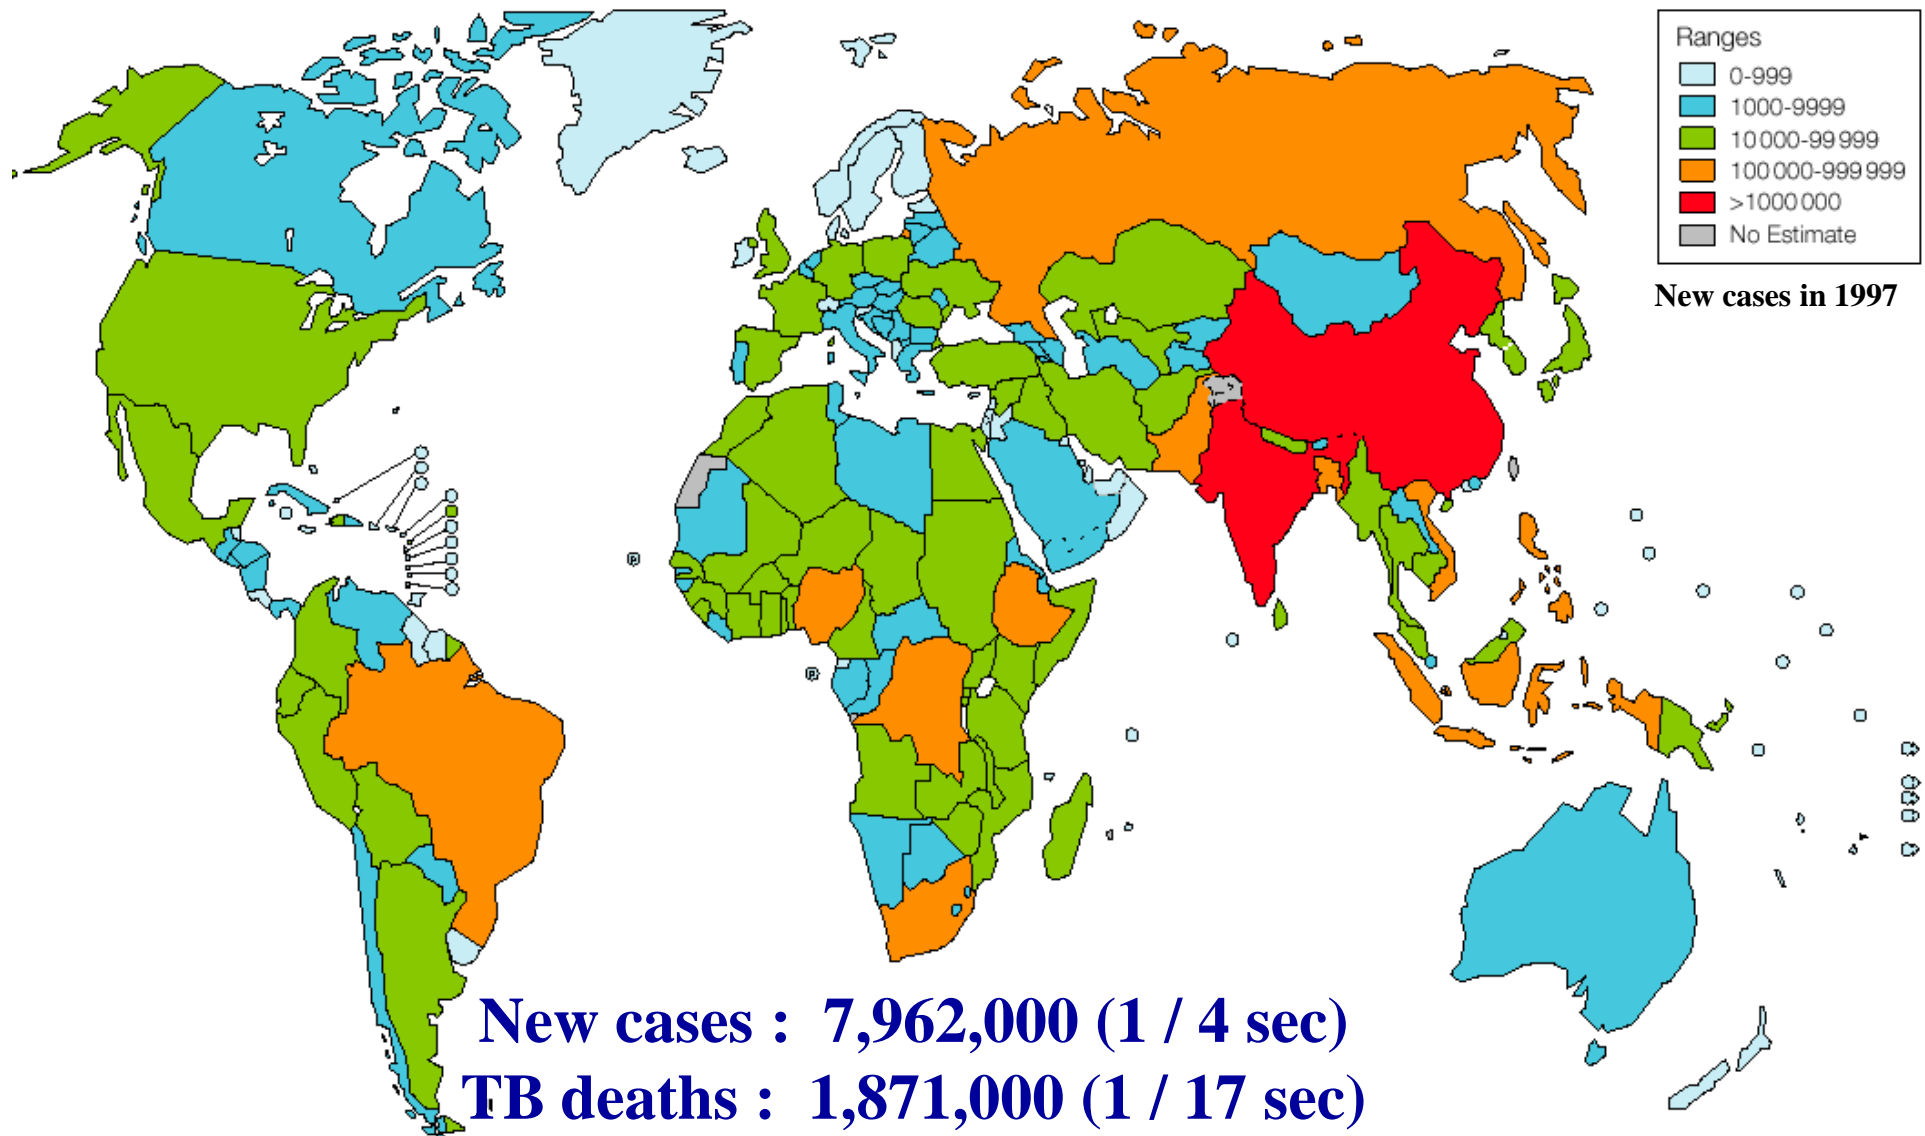 Ranges
0-999
1000-9999
10 000-99 999
100 000-999 999
>1000 000
No Estimate
New cases in 1997
New cases : 7,962,000 (1 / 4 sec)
TB deaths : 1,871,000 (1 / 17 sec)